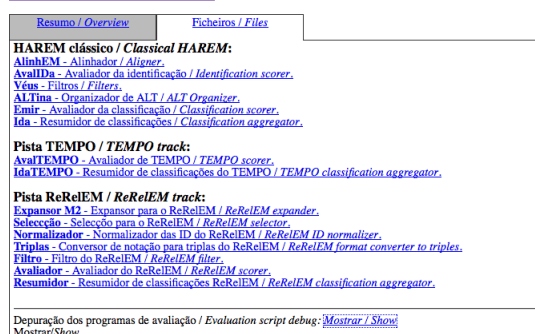 Resumo / Overview
Ficheiros / Files
HAREM clássico / Classical HAREM:
AlinhEM - Alinhador / Aligner.
AvalIDa - Avaliador da identificação / Identification scorer.
Véus - Filtros / Filters.
ALTina - Organizador de ALT / ALT Organizer.
Emir - Avaliador da classificação / Classification scorer.
Ida - Resumidor de classificações / Classification aggregator.
Pista TEMPO / TEMPO track:
AvalTEMPO - Avaliador de TEMPO / TEMPO scorer.
IdaTEMPO - Resumidor de classificações do TEMPO / TEMPO classification aggregator.
Pista ReRelEM / ReRelEM track:
Expansor M2 - Expansor para o ReRelEM / ReRelEM expander.
Seleccção - Selecção para o ReRelEM / ReRelEM selector.
Normalizador - Normalizador das ID do ReRelEM / ReRelEM ID normalizer.
Triplas - Conversor de notação para triplas do ReRelEM / ReRelEM format converter to triples.
Filtro - Filtro do ReRelEM / ReRelEM filter.
Avaliador - Avaliador do ReRelEM / ReRelEM scorer.
Resumidor - Resumidor de classificações ReRelEM / ReRelEM classification aggregator.
Depuração dos programas de avaliação / Evaluation script debug: Mostrar / Show
Mostrar/Show